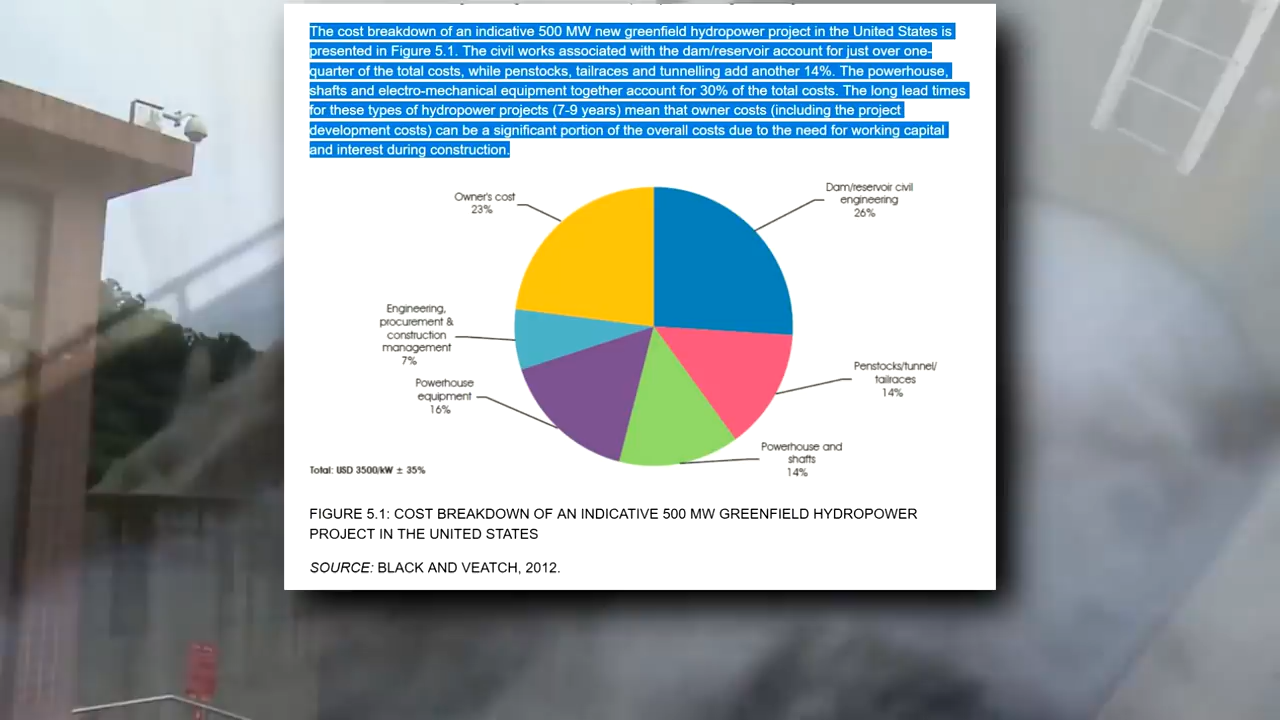 The cost breakdown of an indicative 500 MW new greenfield hydropower project in the United States is
presented in Figure 5.1. The civil works associated with the dam/reservoir account for just over one-
quarter of the total costs, while penstocks, tailraces and tunnelling add another 14%. The powerhouse,
shafts and electro-mechanical equipment together account for 30% of the total costs. The long lead times
for these types of hydropower projects (7-9 years) mean that owner costs (including the project
development costs) can be a significant portion of the overall costs due to the need for working capital
and interest during construction.
Owner's cost
23%
Dam/reservoir civil
engineering
26%
Engineering,
procurement &
construction
management
7%
Penstocks/tunnel/
tailraces
14%
Powerhouse
equipment
16%
Powerhouse and
shafts
14%
Total: USD 3500/kW ± 35%
FIGURE 5.1: COST BREAKDOWN OF AN INDICATIVE 500 MW GREENFIELD HYDROPOWER
PROJECT IN THE UNITED STATES
SOURCE: BLACK AND VEATCH, 2012.